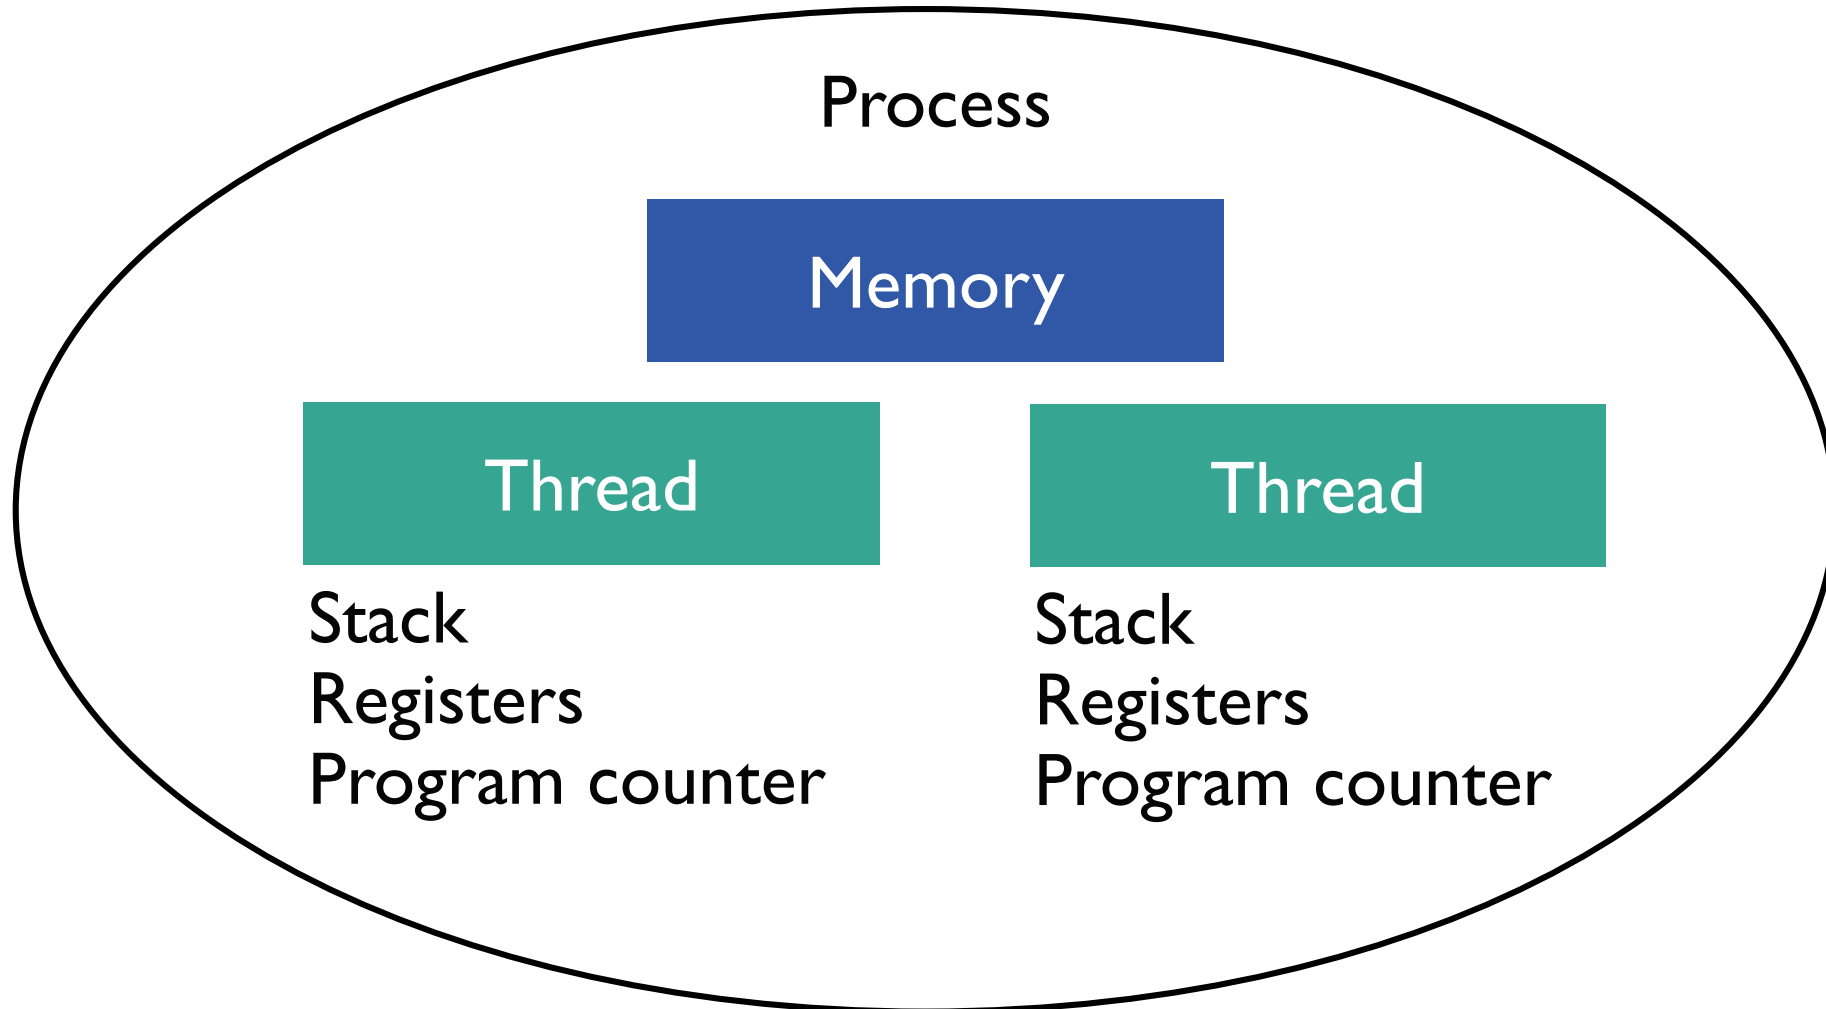 Process
Memory
Thread
Stack
Registers
Program counter
Thread
Stack
Registers
Program counter